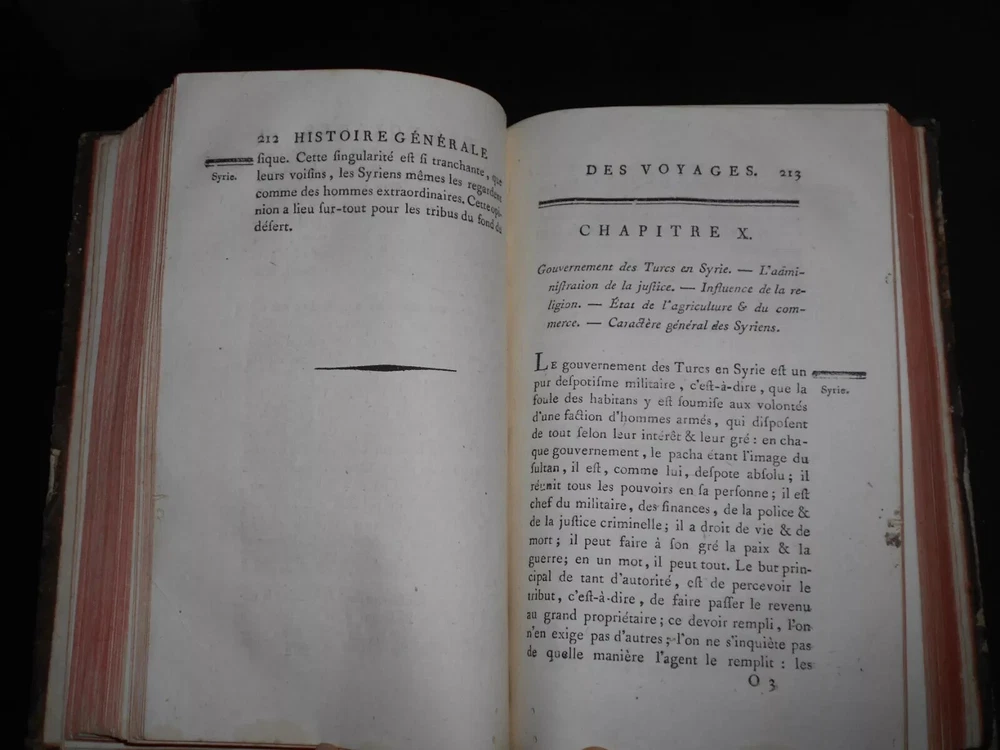 212 HISTOIRE GÉNÉRALE
Syrie.
ſique. Cette ſingularité eſt ſi tranchante, que
leurs voiſins, les Syriens mêmes les regardent
comme des hommes extraordinaires. Cette opi-
nion a lieu ſur-tout pour les tribus du fond du
déſert.
DES VOYAGES. 213
CHAPITRE X.
Gouvernement des Turcs en Syrie. — L'admi-
niſtration de la juſtice. — Influence de la re-
ligion. — État de l'agriculture & du com-
merce. — Caractère général des Syriens.
LE gouvernement des Turcs en Syrie eſt un
Syrie.
pur deſpotiſme militaire, c'eſt-à-dire, que la
foule des habitans y eſt ſoumiſe aux volontés
d'une faction d'hommes armés, qui diſpoſent
de tout ſelon leur intérêt & leur gré : en cha-
que gouvernement, le pacha étant l'image du
ſultan, il eſt, comme lui, deſpote abſolu ; il
réunit tous les pouvoirs en ſa perſonne ; il eſt
chef du militaire, des finances, de la police &
de la juſtice criminelle ; il a droit de vie & de
mort ; il peut faire à ſon gré la paix & la
guerre ; en un mot, il peut tout. Le but prin-
cipal de tant d'autorité, eſt de percevoir le
tribut, c'eſt-à-dire, de faire paſſer le revenu
au grand propriétaire ; ce devoir rempli, l'on
n'en exige pas d'autres ; l'on ne s'inquiète pas
de quelle manière l'agent le remplit : les
O 3